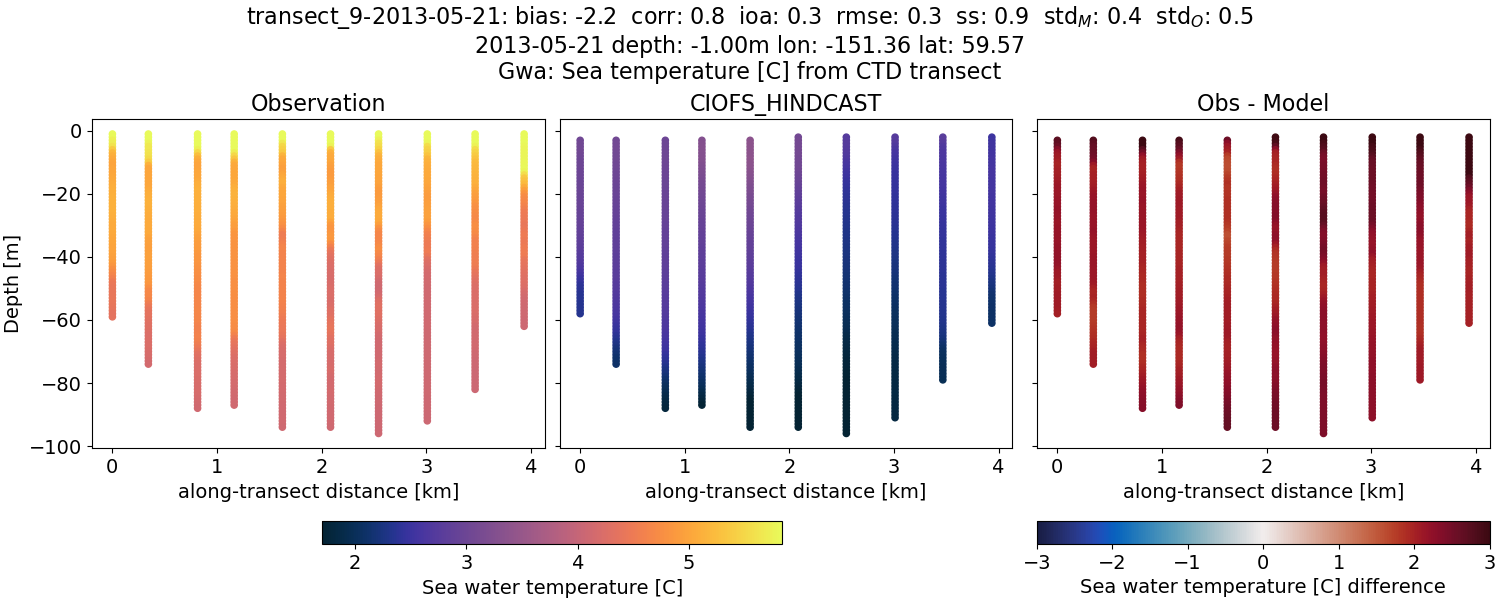 transect_9-2013-05-21: bias: -2.2  corr: 0.8  ioa: 0.3  rmse: 0.3  ss: 0.9  std_M: 0.4  std_O: 0.5
2013-05-21 depth: -1.00m lon: -151.36 lat: 59.57
Gwa: Sea temperature [C] from CTD transect
Observation CIOFS_HINDCAST Obs - Model
0
−20
−40
−60
−80
−100
Depth [m]
0 1 2 3 4 0 1 2 3 4 0 1 2 3 4
along-transect distance [km] along-transect distance [km] along-transect distance [km]
2 3 4 5 −3 −2 −1 0 1 2 3
Sea water temperature [C] Sea water temperature [C] difference